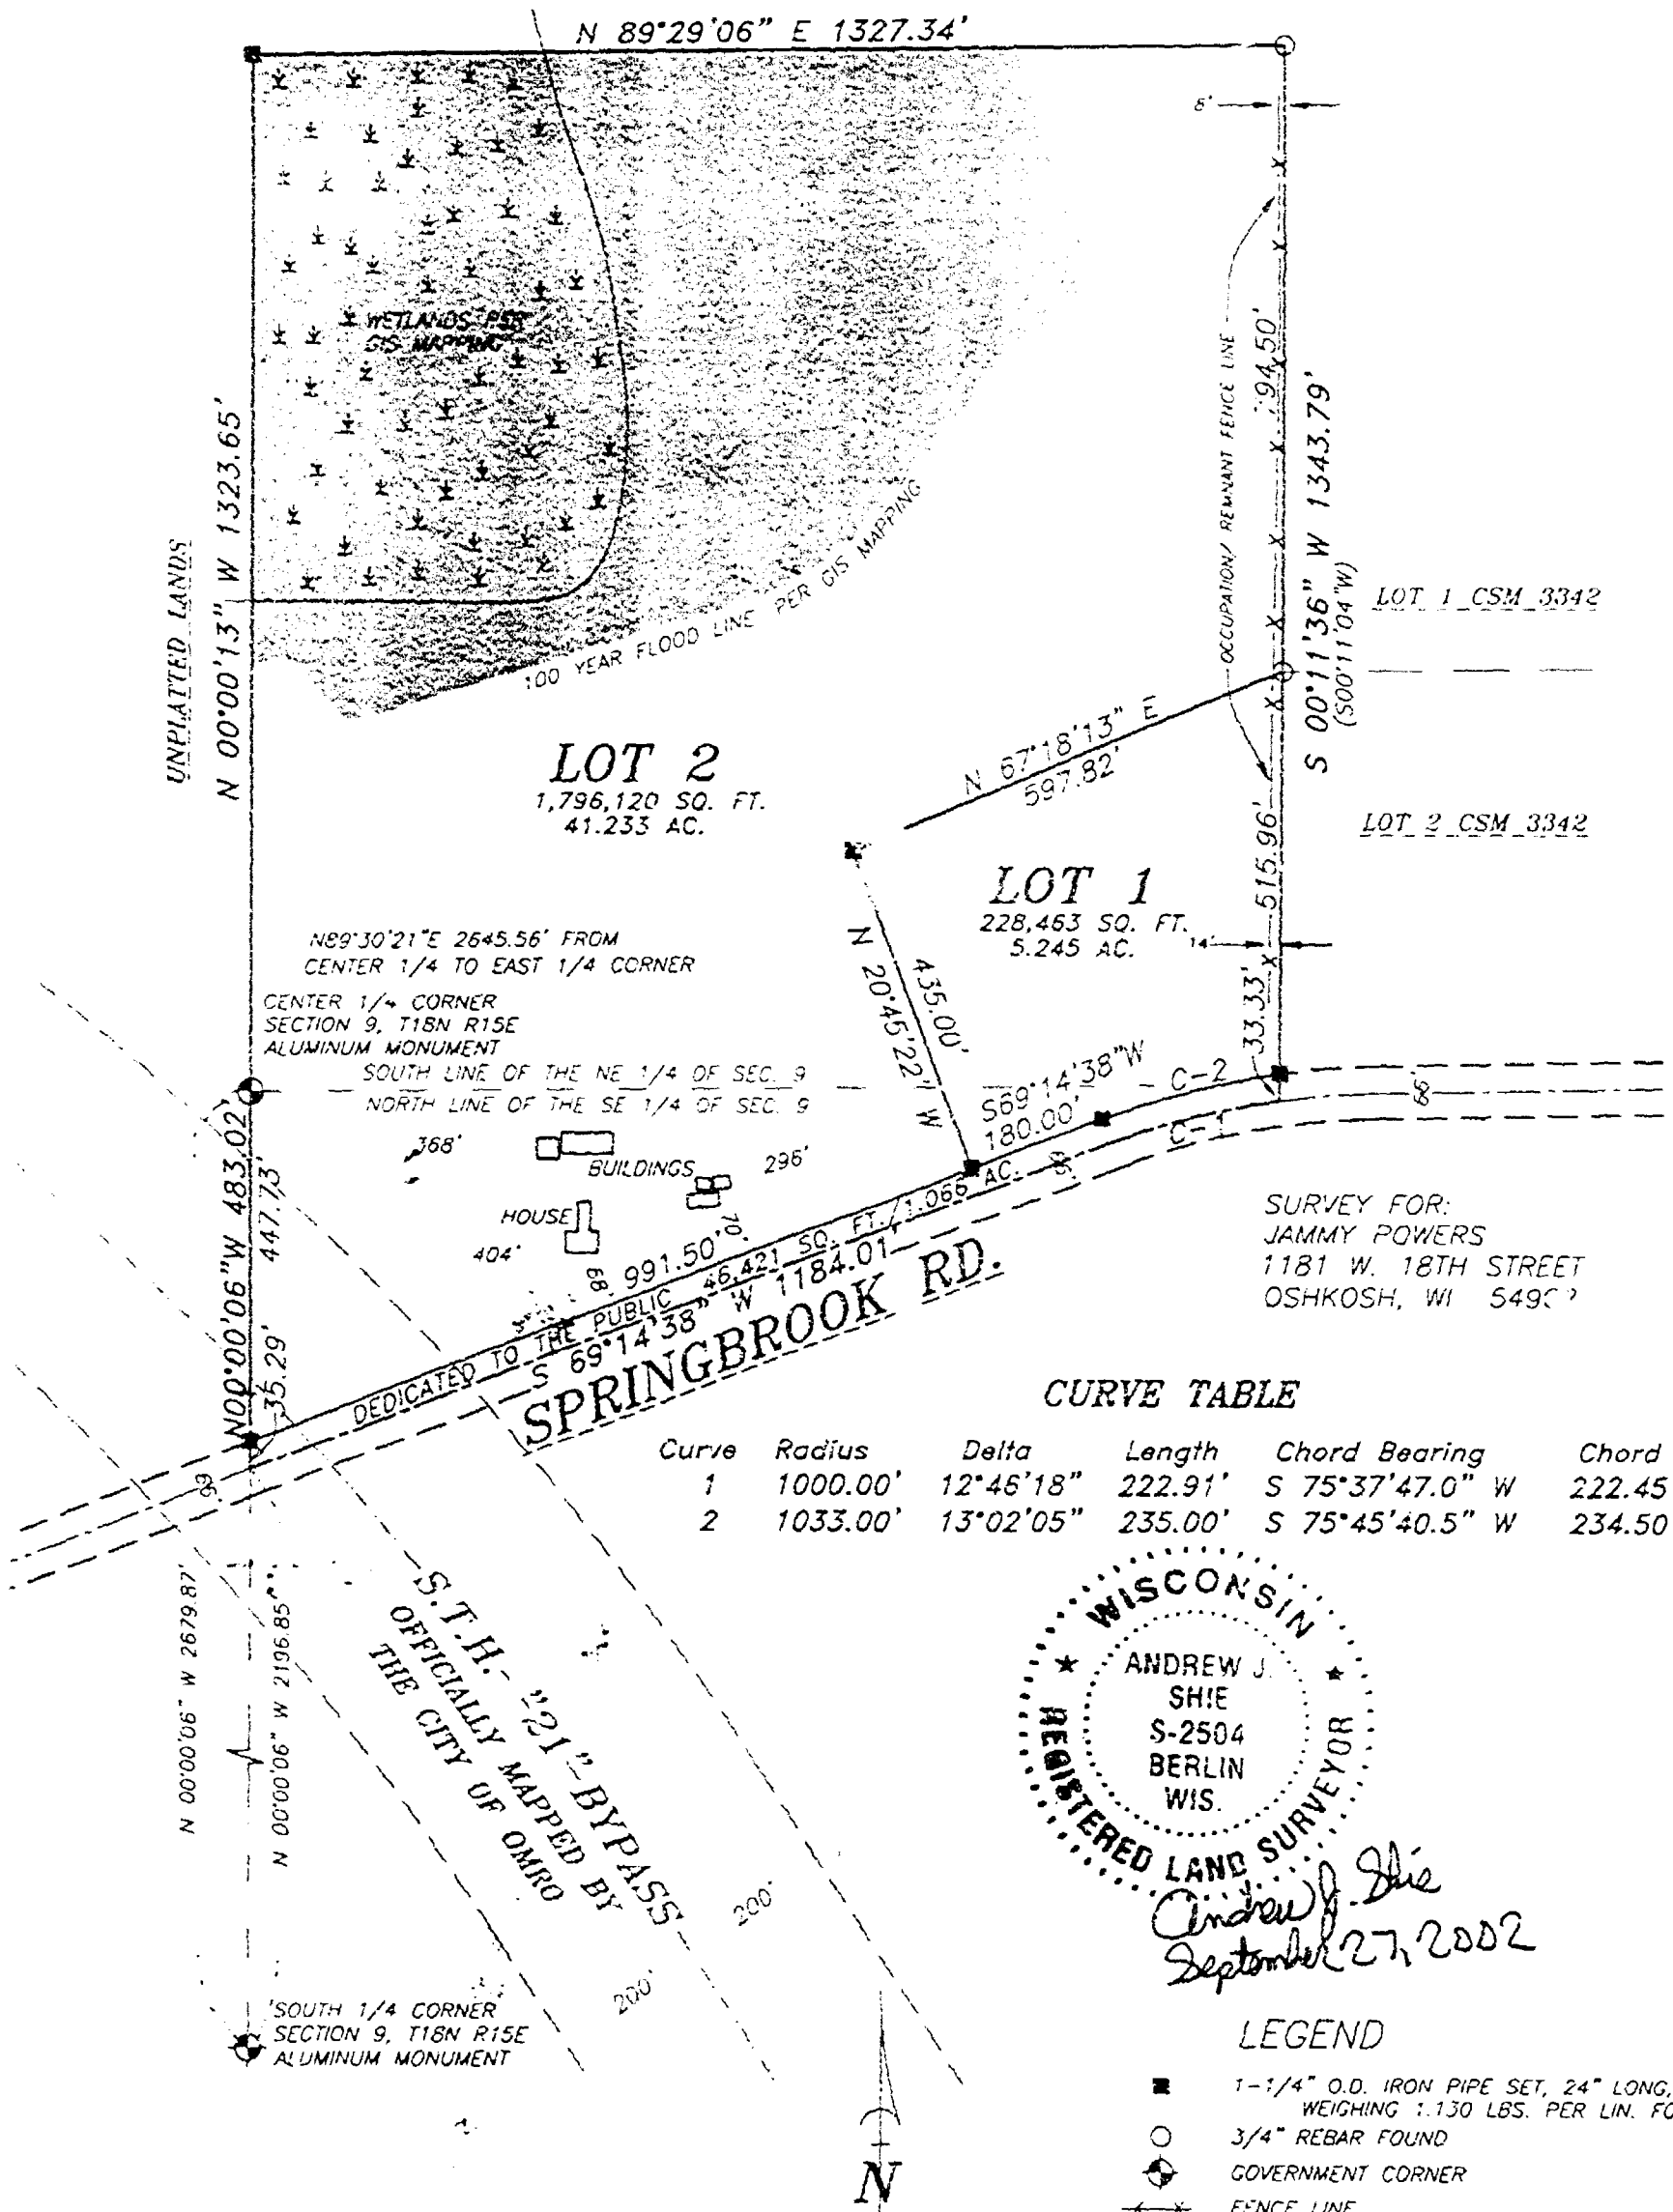 N 89°29'06" E 1327.34'
8'
WETLANDS PER
GIS MAPPING
UNPLATTED LANDS
N 00°00'13" W 1323.65'
100 YEAR FLOOD LINE PER GIS MAPPING
OCCUPATION/ REMNANT FENCE LINE
S 00°11'36" W 1343.79'
(S00°11'04"W)
LOT 1 CSM 3342
N 67°18'13" E
597.82'
LOT 2
1,796,120 SQ. FT.
41.233 AC.
LOT 2 CSM 3342
515.96'
LOT 1
228,463 SQ. FT.
5.245 AC.
14'
33.33'
N 20°45'22" W
435.00'
N89°30'21"E 2645.56' FROM
CENTER 1/4 TO EAST 1/4 CORNER
CENTER 1/4 CORNER
SECTION 9, T18N R15E
ALUMINUM MONUMENT
SOUTH LINE OF THE NE 1/4 OF SEC. 9
NORTH LINE OF THE SE 1/4 OF SEC. 9
S69°14'38"W
180.00'
C-2
C-1
66'
368'
BUILDINGS
296'
HOUSE
404'
70'
68'
991.50'
N00°00'06"W 483.02'
447.73'
35.29'
DEDICATED TO THE PUBLIC 46,421 SQ. FT./1.066 AC.
S 69°14'38" W 1184.01'
SPRINGBROOK RD.
66'
SURVEY FOR:
JAMMY POWERS
1181 W. 18TH STREET
OSHKOSH, WI
CURVE TABLE
Curve Radius Delta Length Chord Bearing Chord
1 1000.00' 12°46'18" 222.91' S 75°37'47.0" W 222.45
2 1033.00' 13°02'05" 235.00' S 75°45'40.5" W 234.50
N 00°00'06" W 2679.87'
N 00°00'06" W 2196.85'
S.T.H. "21" BYPASS
OFFICIALLY MAPPED BY
THE CITY OF OMRO
200'
200'
WISCONSIN
ANDREW J.
SHIE
S-2504
BERLIN
WIS.
REGISTERED LAND SURVEYOR
Andrew J. Shie
September 27, 2002
SOUTH 1/4 CORNER
SECTION 9, T18N R15E
ALUMINUM MONUMENT
N
LEGEND
1-1/4" O.D. IRON PIPE SET, 24" LONG,
WEIGHING 1.130 LBS. PER LIN. FO
3/4" REBAR FOUND
GOVERNMENT CORNER
FENCE LINE